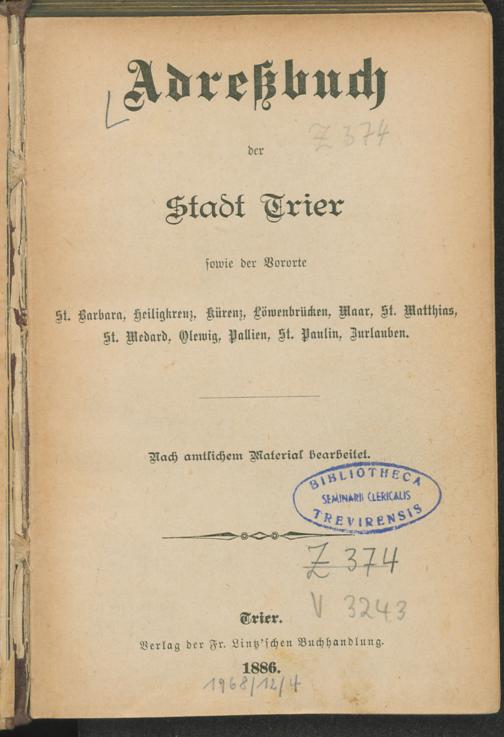 Adreßbuch
Z 374
der
Stadt Trier
sowie der Vororte
St. Barbara, Heiligkreuz, Kürenz, Löwenbrücken, Maar, St. Matthias,
St. Medard, Olewig, Pallien, St. Paulin, Zurlauben.
Nach amtlichem Material bearbeitet.
BIBLIOTHECA
SEMINARII CLERICALIS
TREVIRENSIS
Z 374
V 3243
Trier.
Verlag der Fr. Lintz'schen Buchhandlung.
1886.
1968/12/4